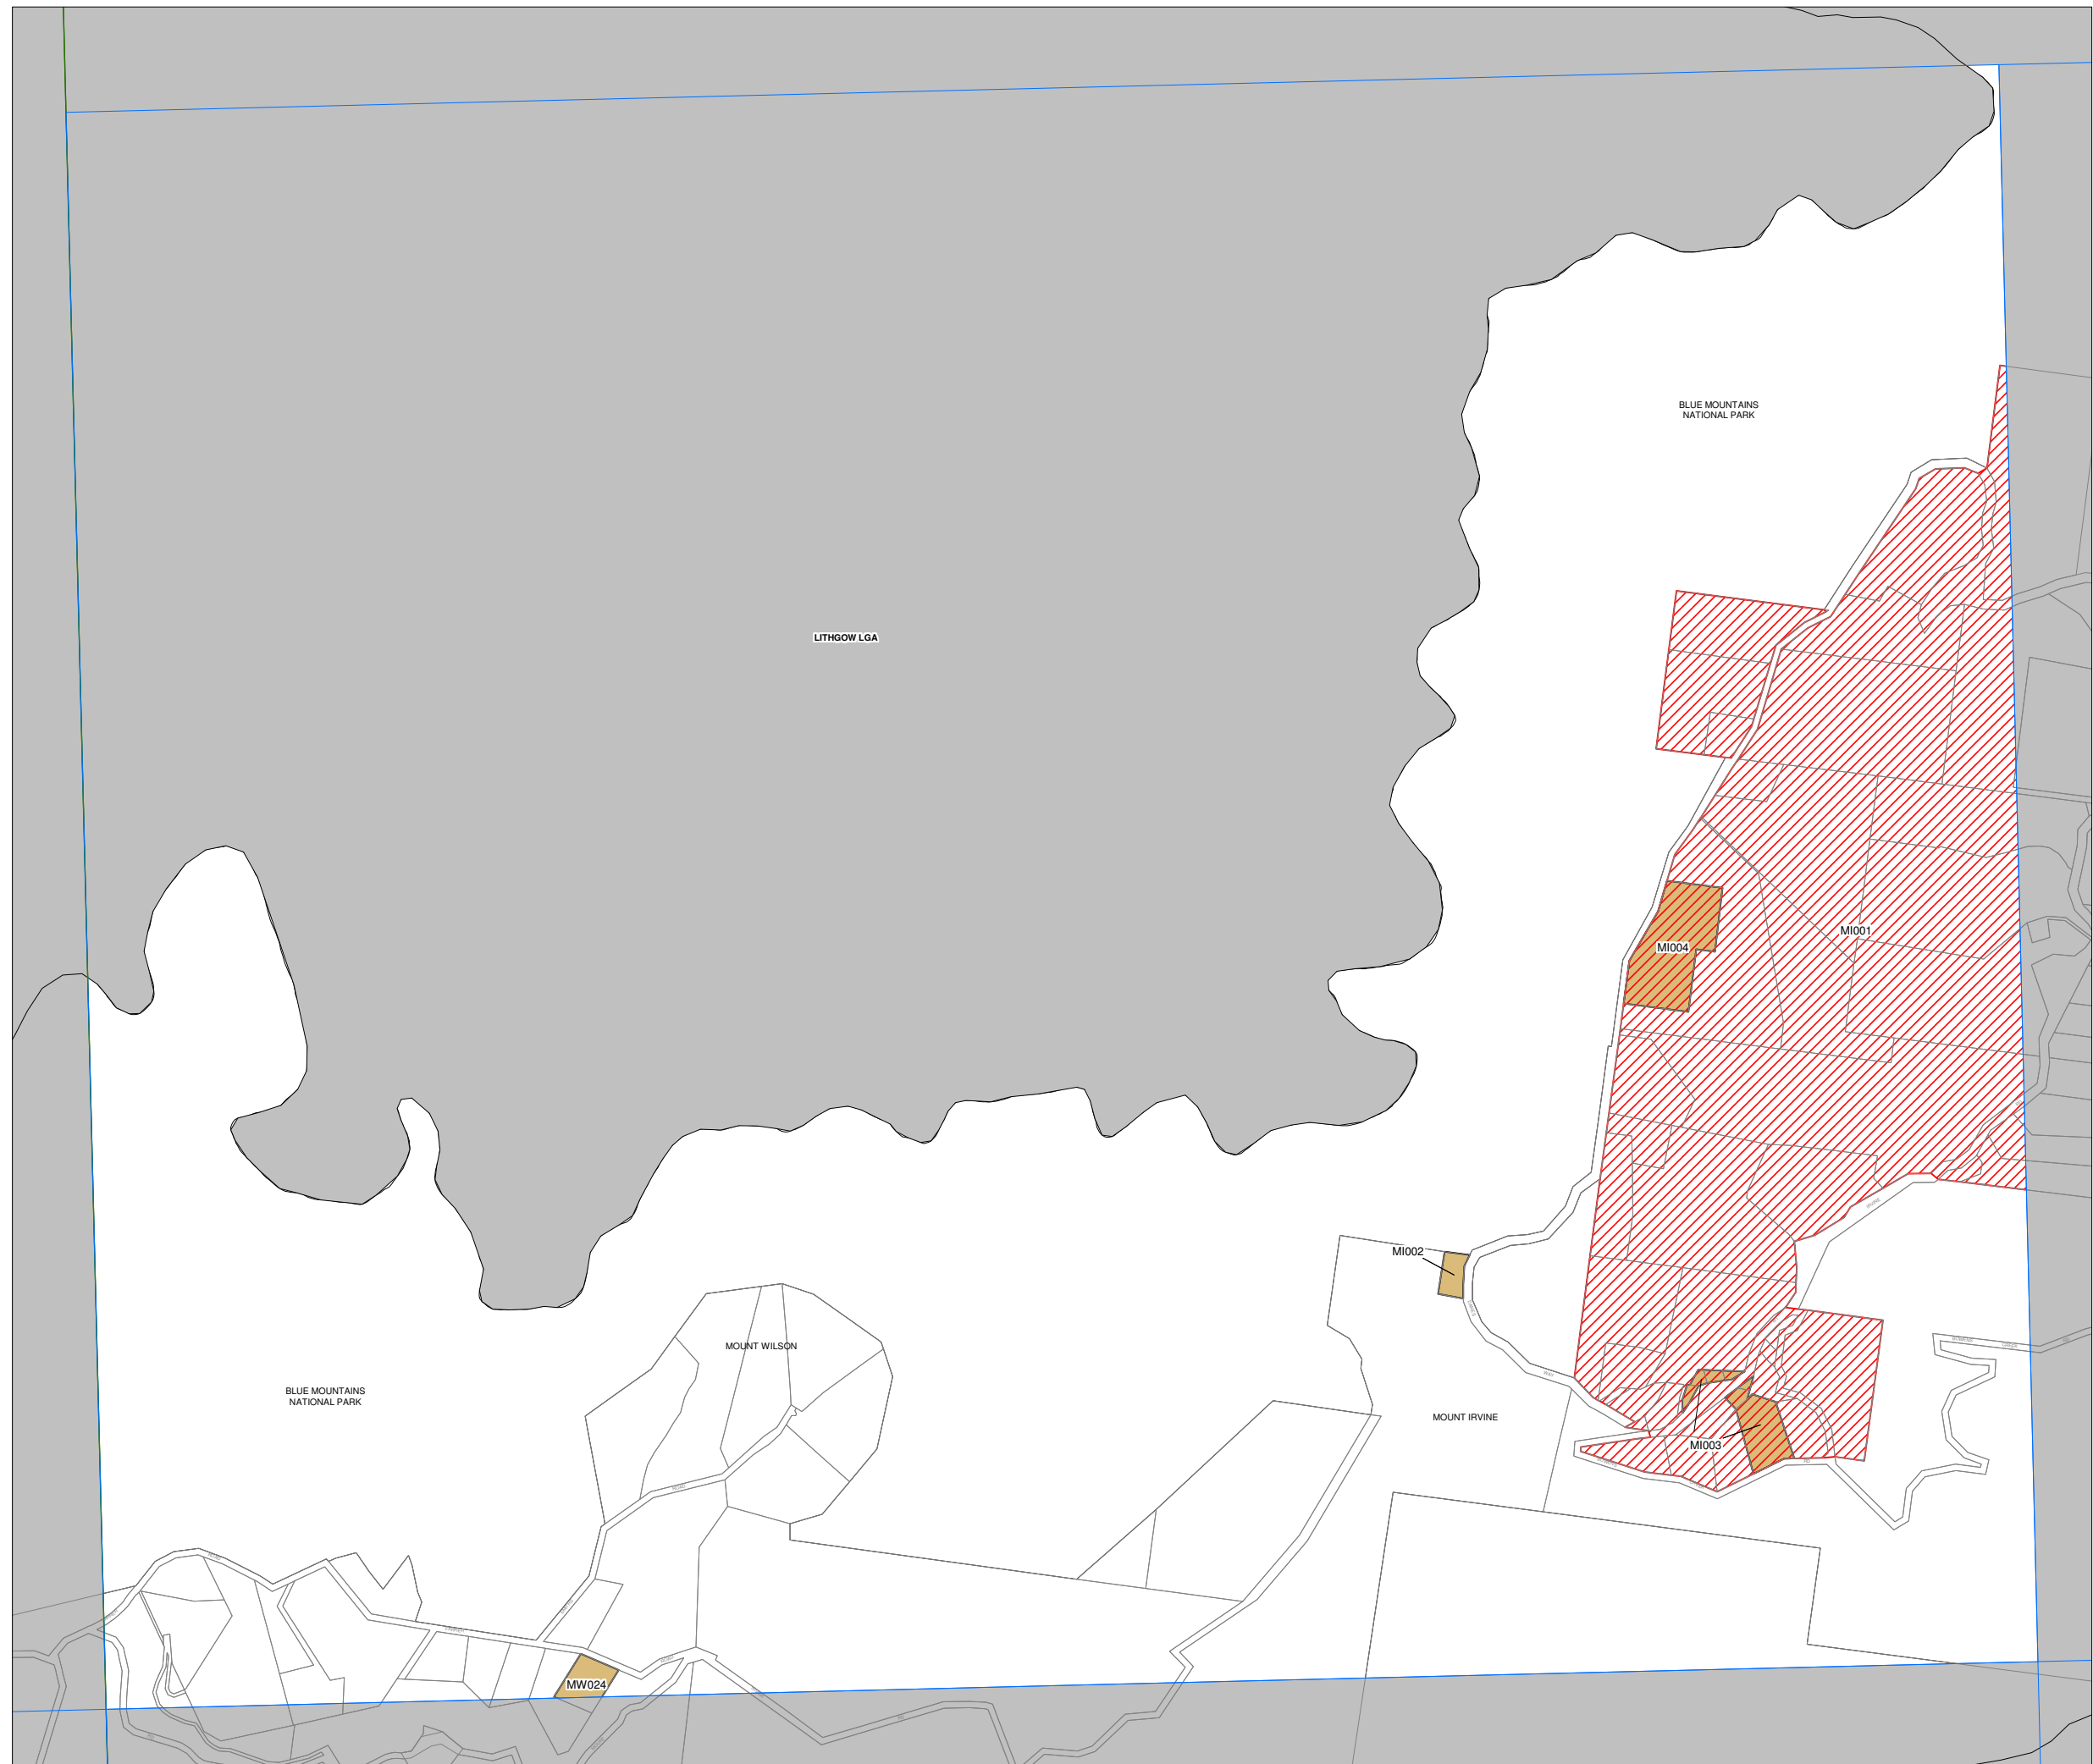 BLUE MOUNTAINS
NATIONAL PARK
LITHGOW LGA
MI001
MI004
MI002
MOUNT WILSON
BLUE MOUNTAINS
NATIONAL PARK
MOUNT IRVINE
MI003
MW024